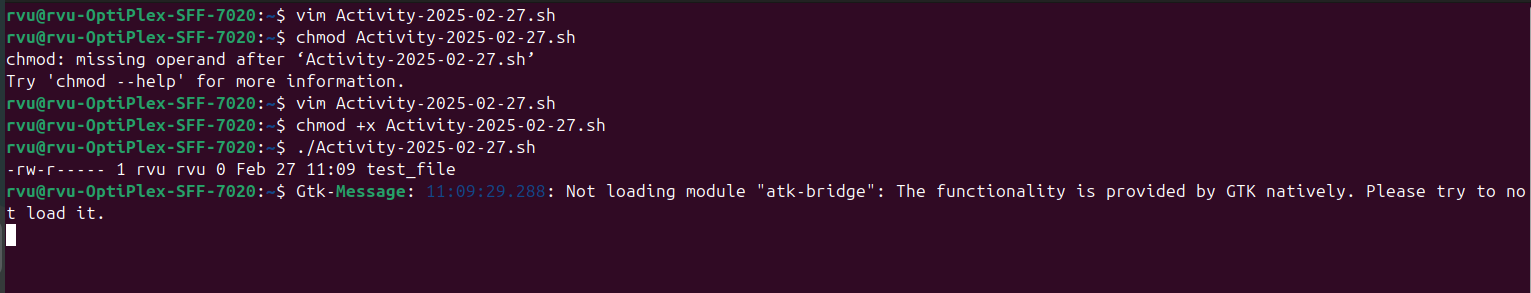 rvu@rvu-OptiPlex-SFF-7020:~$ vim Activity-2025-02-27.sh
rvu@rvu-OptiPlex-SFF-7020:~$ chmod Activity-2025-02-27.sh
chmod: missing operand after ‘Activity-2025-02-27.sh’
Try 'chmod --help' for more information.
rvu@rvu-OptiPlex-SFF-7020:~$ vim Activity-2025-02-27.sh
rvu@rvu-OptiPlex-SFF-7020:~$ chmod +x Activity-2025-02-27.sh
rvu@rvu-OptiPlex-SFF-7020:~$ ./Activity-2025-02-27.sh
-rw-r----- 1 rvu rvu 0 Feb 27 11:09 test_file
rvu@rvu-OptiPlex-SFF-7020:~$ Gtk-Message: 11:09:29.288: Not loading module "atk-bridge": The functionality is provided by GTK natively. Please try to no
t load it.